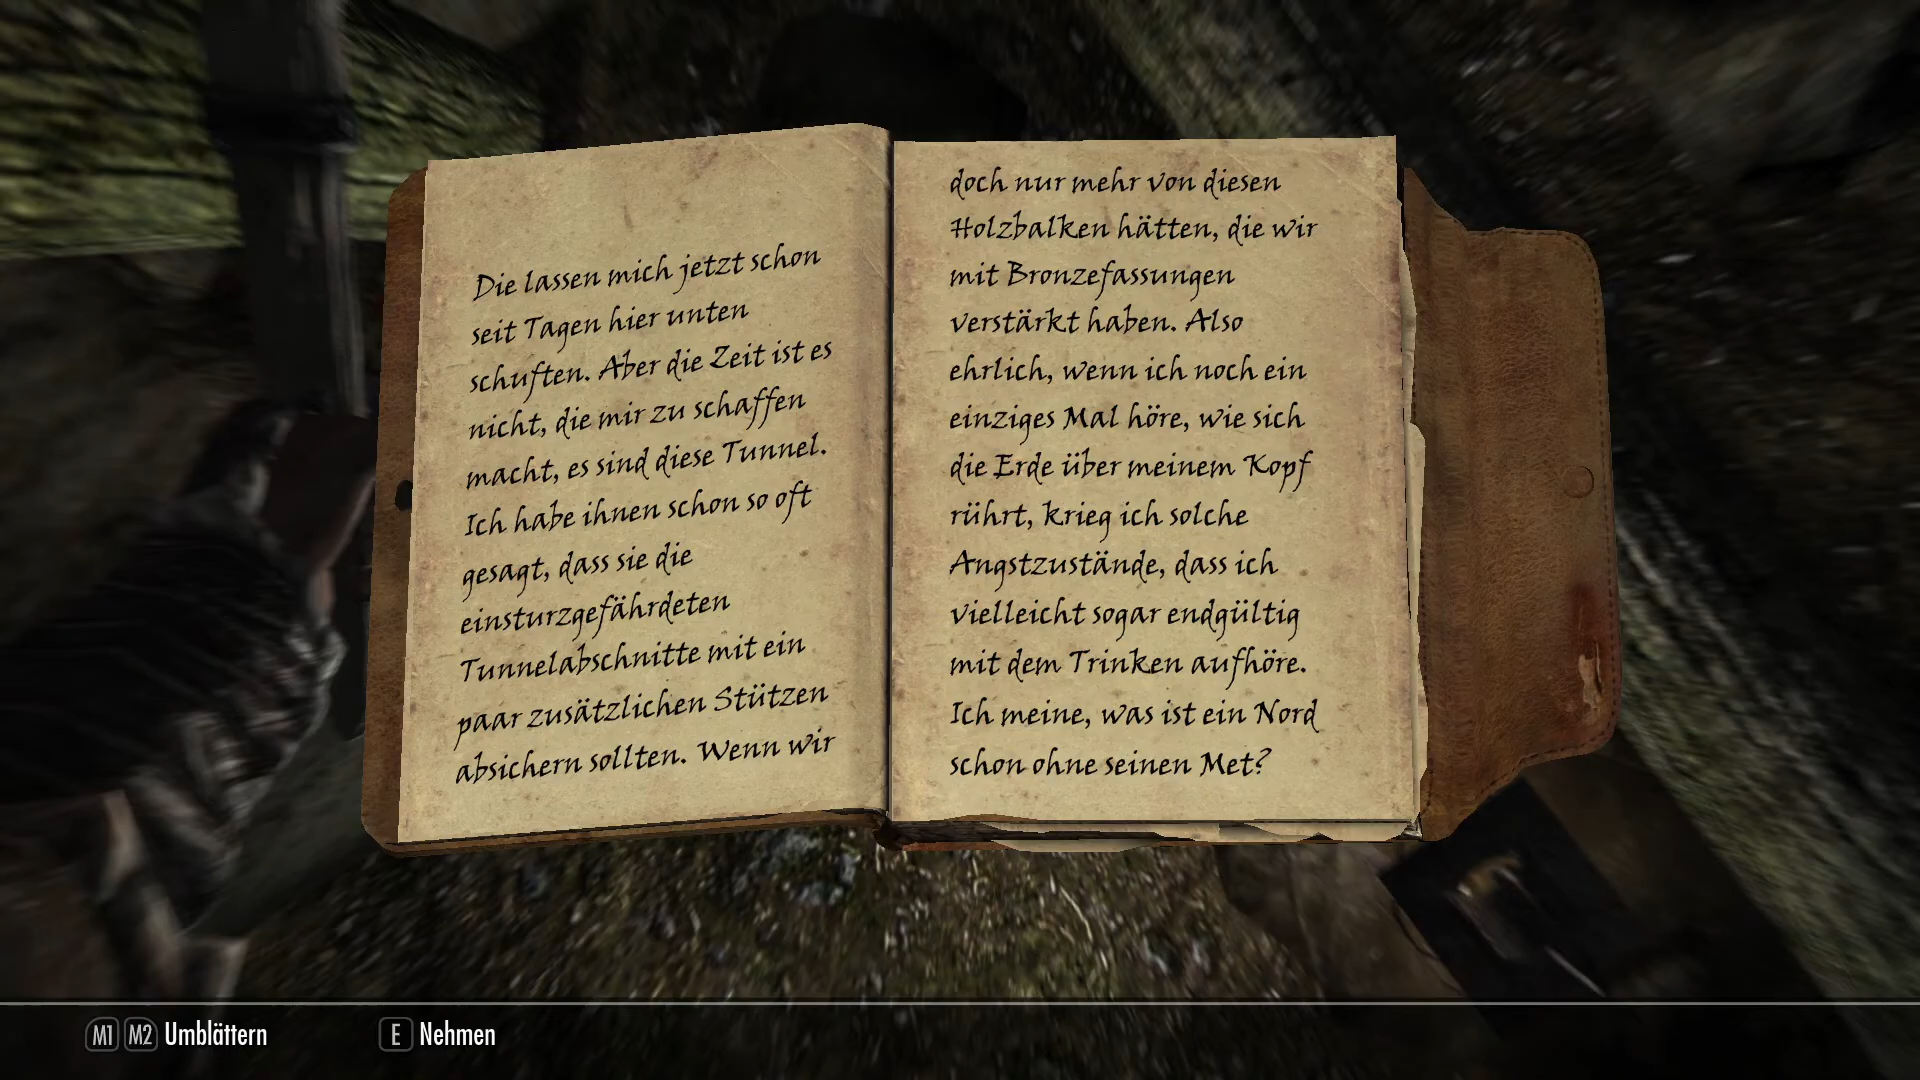 Die lassen mich jetzt schon
seit Tagen hier unten
schuften. Aber die Zeit ist es
nicht, die mir zu schaffen
macht, es sind diese Tunnel.
Ich habe ihnen schon so oft
gesagt, dass sie die
einsturzgefährdeten
Tunnelabschnitte mit ein
paar zusätzlichen Stützen
absichern sollten. Wenn wir
doch nur mehr von diesen
Holzbalken hätten, die wir
mit Bronzefassungen
verstärkt haben. Also
ehrlich, wenn ich noch ein
einziges Mal höre, wie sich
die Erde über meinem Kopf
rührt, krieg ich solche
Angstzustände, dass ich
vielleicht sogar endgültig
mit dem Trinken aufhöre.
Ich meine, was ist ein Nord
schon ohne seinen Met?
M1 M2 Umblättern E Nehmen